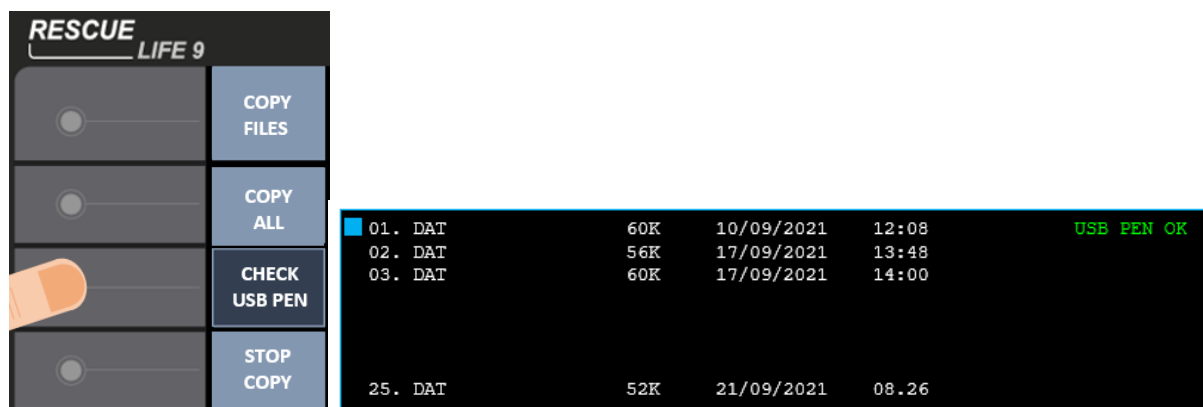 RESCUE
LIFE 9
COPY
FILES
COPY
ALL
CHECK
USB PEN
STOP
COPY
01. DAT 60K 10/09/2021 12:08 USB PEN OK
02. DAT 56K 17/09/2021 13:48
03. DAT 60K 17/09/2021 14:00
25. DAT 52K 21/09/2021 08.26